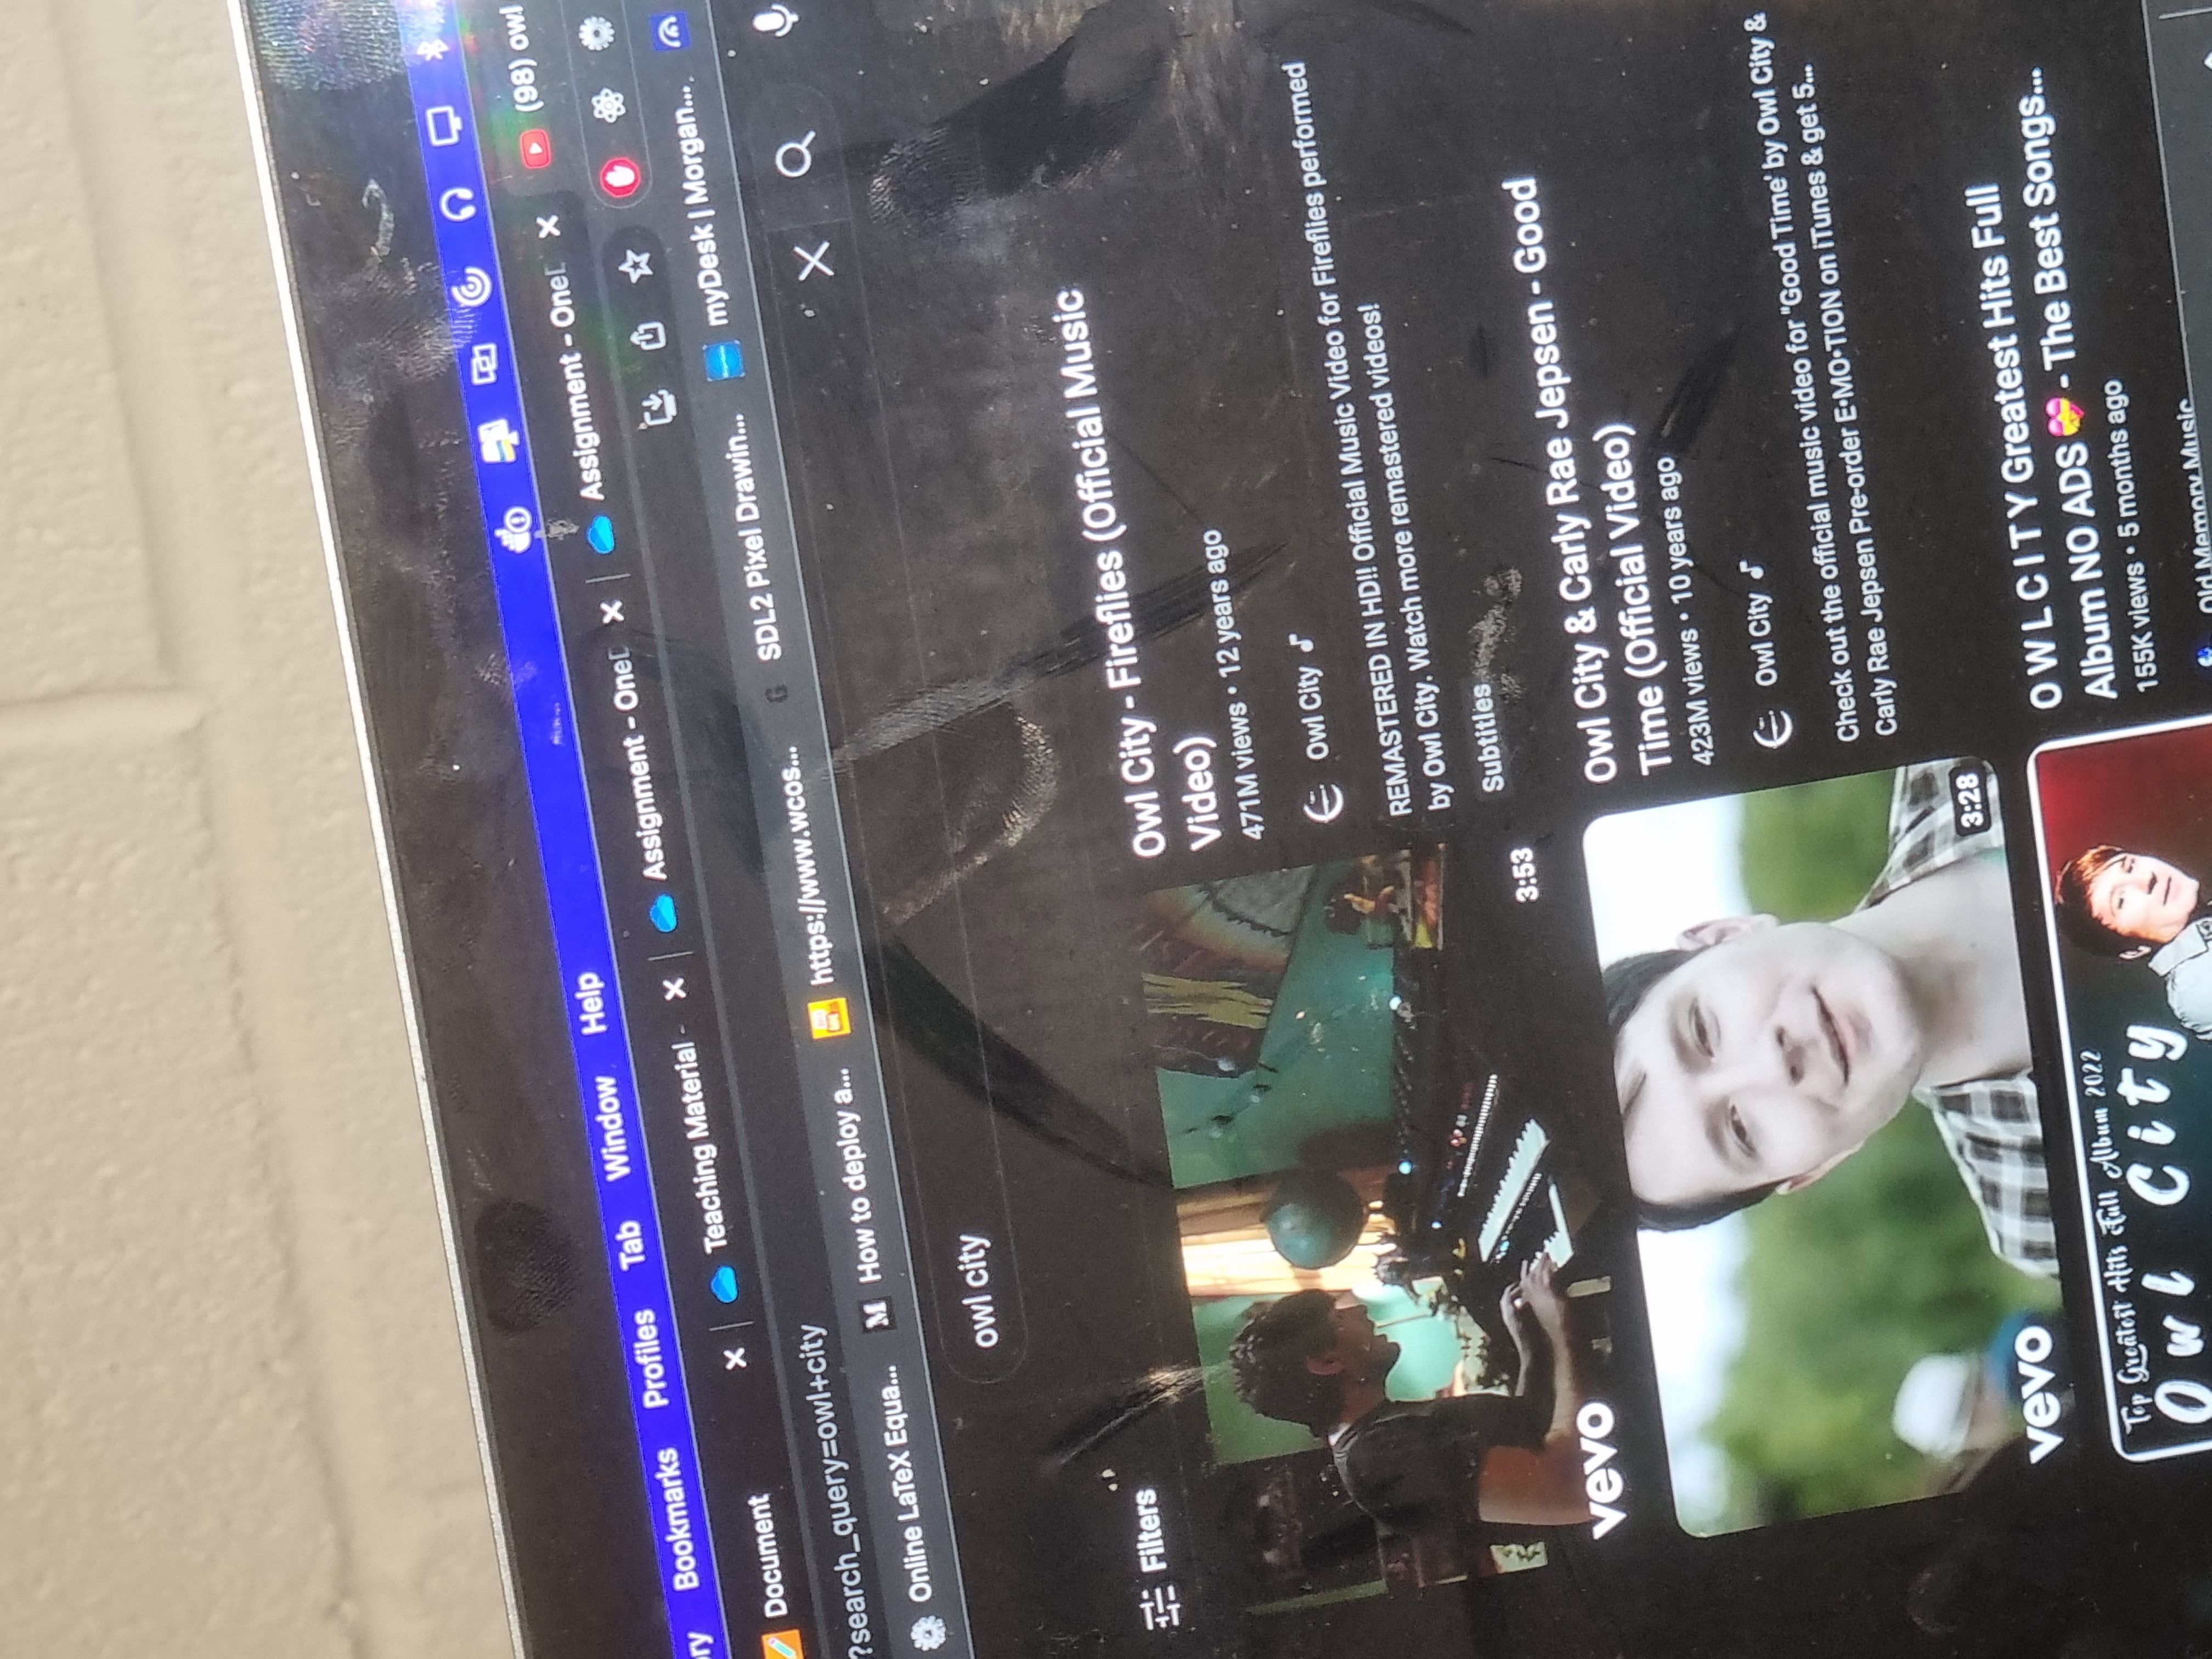 ory Bookmarks Profiles Tab Window Help
Document
Teaching Material -
Assignment - OneD
Assignment - OneD
(98) owl
?search_query=owl+city
Online LaTeX Equa...
How to deploy a...
https://www.wcos...
SDL2 Pixel Drawin...
myDesk | Morgan...
owl city
Filters
Owl City - Fireflies (Official Music
Video)
471M views • 12 years ago
Owl City
REMASTERED IN HD!! Official Music Video for Fireflies performed
by Owl City. Watch more remastered videos!
Subtitles
3:53
vevo
Owl City & Carly Rae Jepsen - Good
Time (Official Video)
423M views • 10 years ago
Owl City
Check out the official music video for "Good Time' by Owl City &
Carly Rae Jepsen Pre-order E•MO•TION on iTunes & get 5...
3:28
vevo
O W L C I T Y Greatest Hits Full
Album NO ADS 💝 - The Best Songs...
155K views • 5 months ago
Old Memory Music
Top Greatest Hits Full Album 2022
Owl City